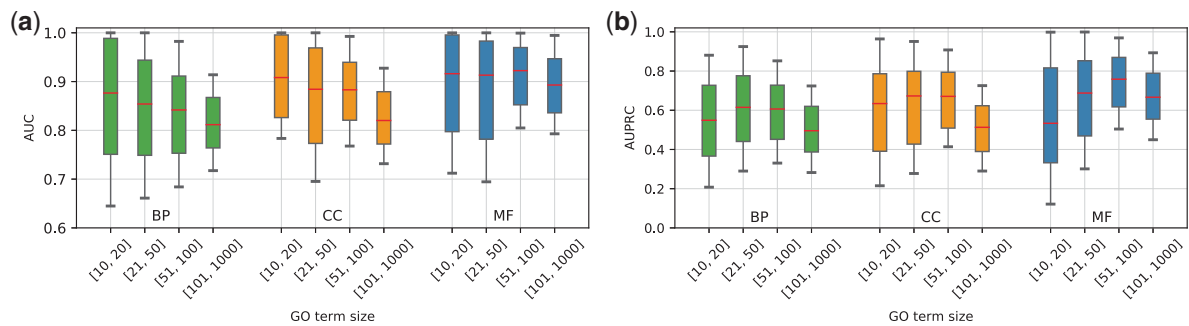 (a)
AUC
1.0
0.9
0.8
0.7
0.6
BP
CC
MF
[10, 20]
[21, 50]
[51, 100]
[101, 1000]
[10, 20]
[21, 50]
[51, 100]
[101, 1000]
[10, 20]
[21, 50]
[51, 100]
[101, 1000]
GO term size
(b)
AUPRC
1.0
0.8
0.6
0.4
0.2
0.0
BP
CC
MF
[10, 20]
[21, 50]
[51, 100]
[101, 1000]
[10, 20]
[21, 50]
[51, 100]
[101, 1000]
[10, 20]
[21, 50]
[51, 100]
[101, 1000]
GO term size